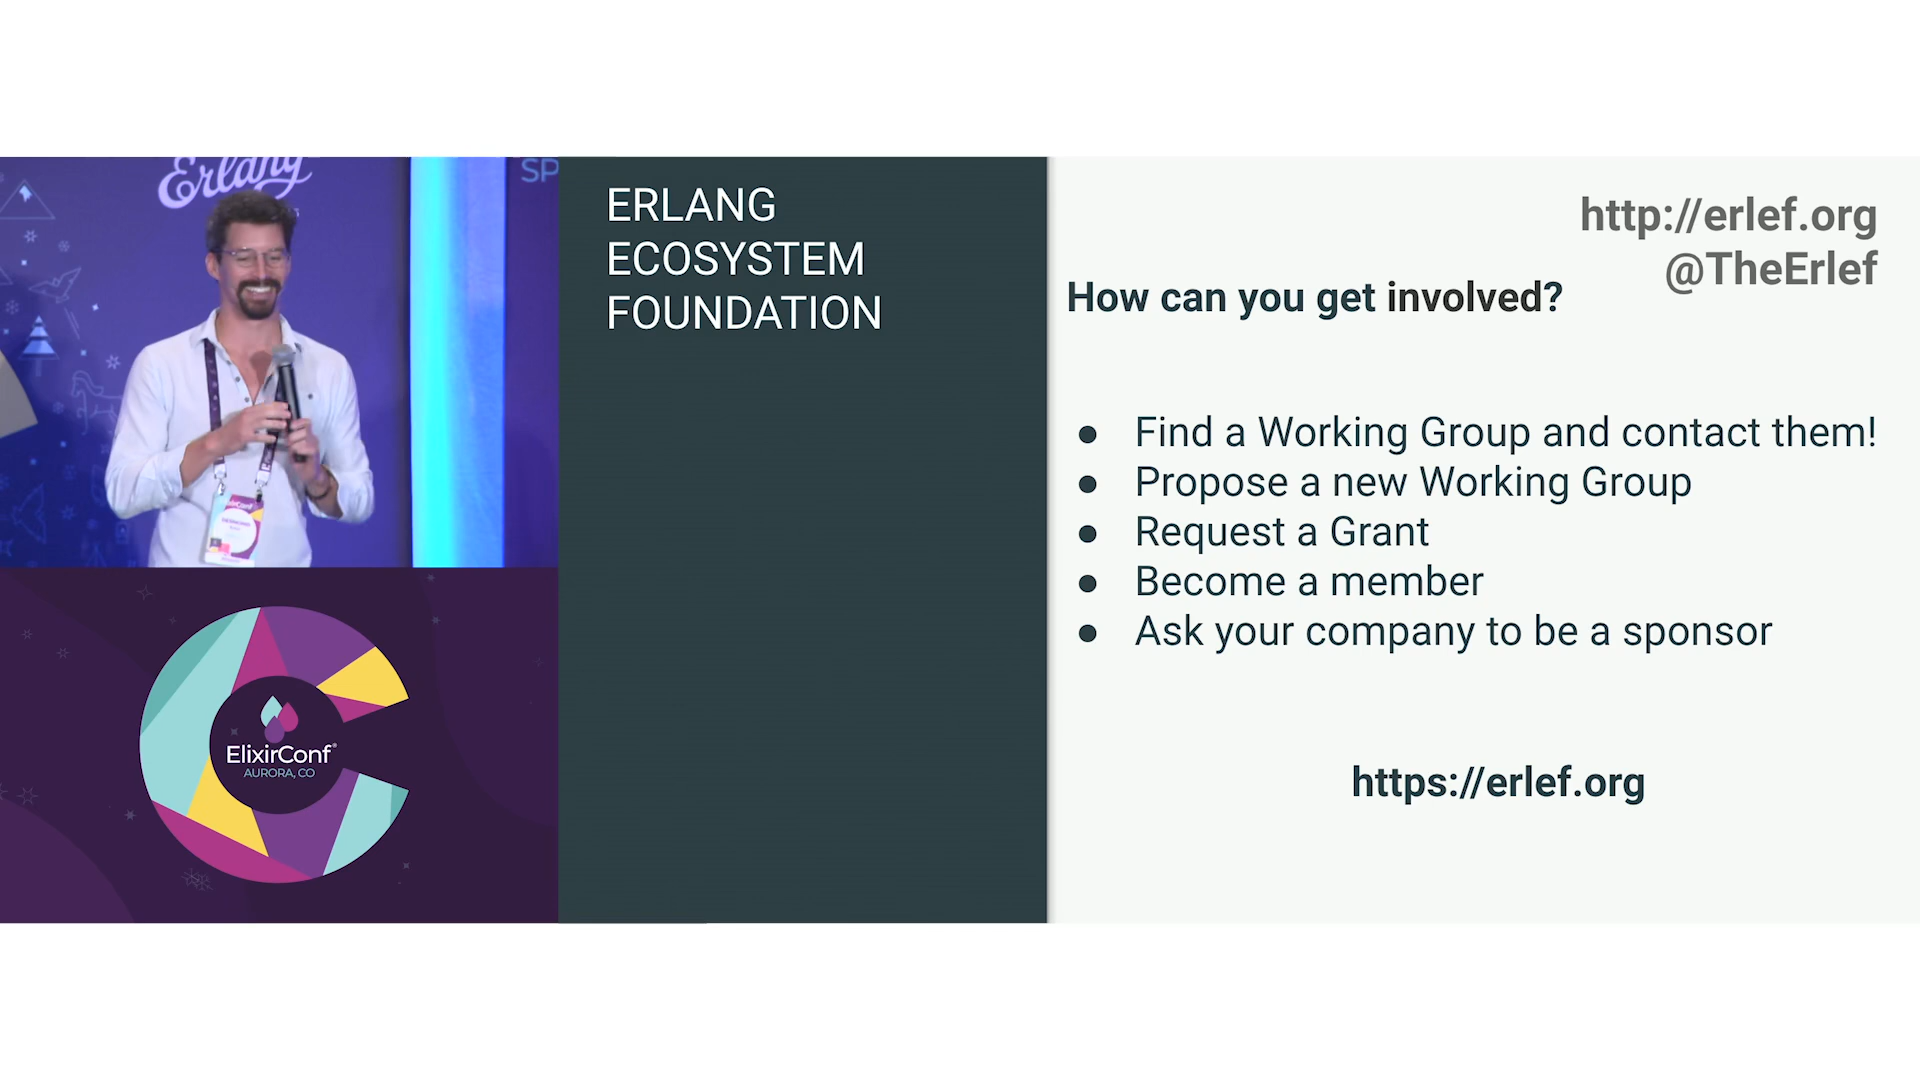 Erlang
SP
ERLANG
ECOSYSTEM
FOUNDATION
http://erlef.org
@TheErlef
How can you get involved?
● Find a Working Group and contact them!
● Propose a new Working Group
● Request a Grant
● Become a member
● Ask your company to be a sponsor
https://erlef.org
ElixirConf®
AURORA, CO